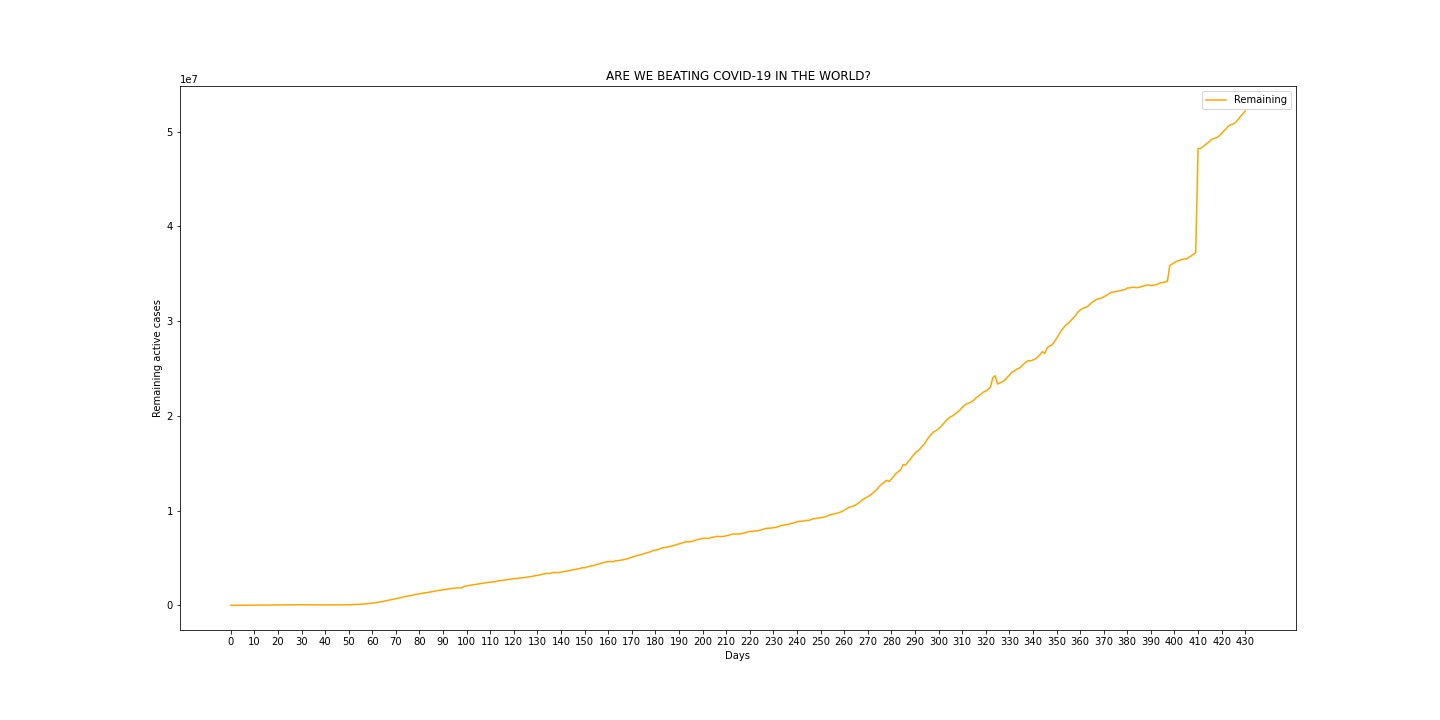 ARE WE BEATING COVID-19 IN THE WORLD?
1e7
Remaining
5
4
3
2
1
0
Remaining active cases
0 10 20 30 40 50 60 70 80 90 100 110 120 130 140 150 160 170 180 190 200 210 220 230 240 250 260 270 280 290 300 310 320 330 340 350 360 370 380 390 400 410 420 430
Days